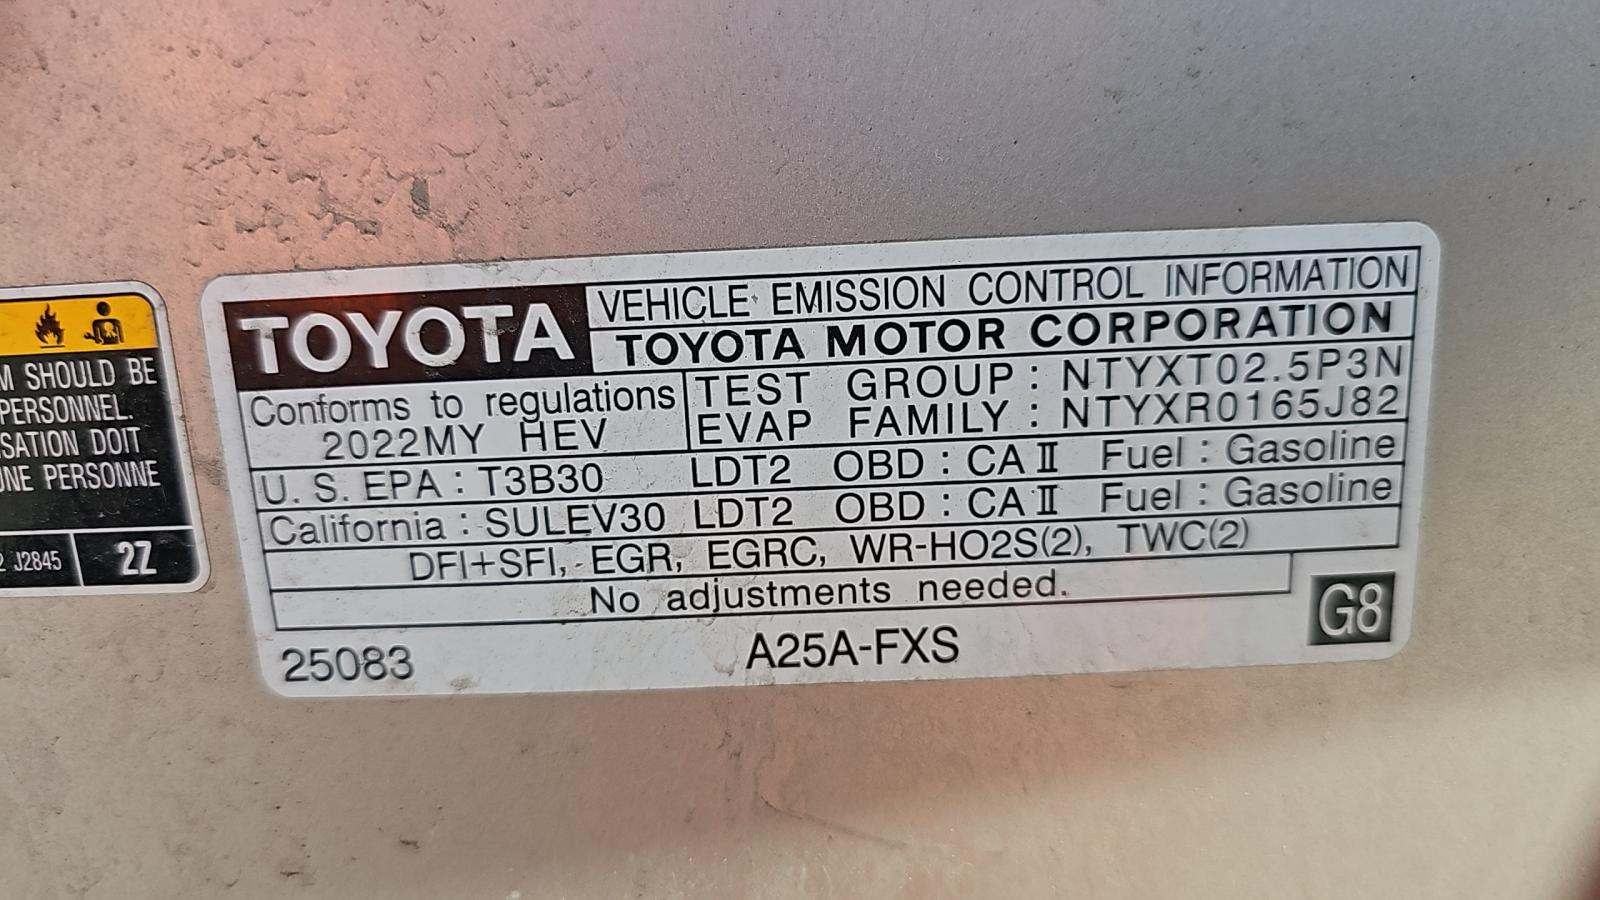 M SHOULD BE
PERSONNEL.
SATION DOIT
UNE PERSONNE
2 J2845 2Z
TOYOTA
VEHICLE EMISSION CONTROL INFORMATION
TOYOTA MOTOR CORPORATION
Conforms to regulations
2022MY HEV
TEST GROUP : NTYXT02.5P3N
EVAP FAMILY : NTYXR0165J82
U. S. EPA : T3B30 LDT2 OBD : CA II Fuel : Gasoline
California : SULEV30 LDT2 OBD : CA II Fuel : Gasoline
DFI+SFI, EGR, EGRC, WR-HO2S(2), TWC(2)
No adjustments needed.
25083 A25A-FXS G8